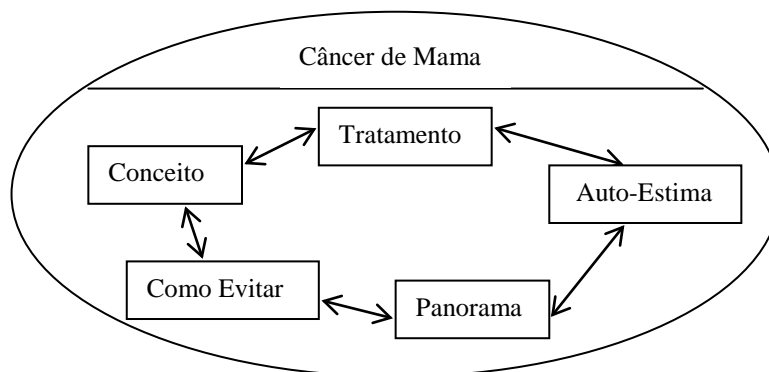 Câncer de Mama
Tratamento
Conceito
Auto-Estima
Como Evitar
Panorama